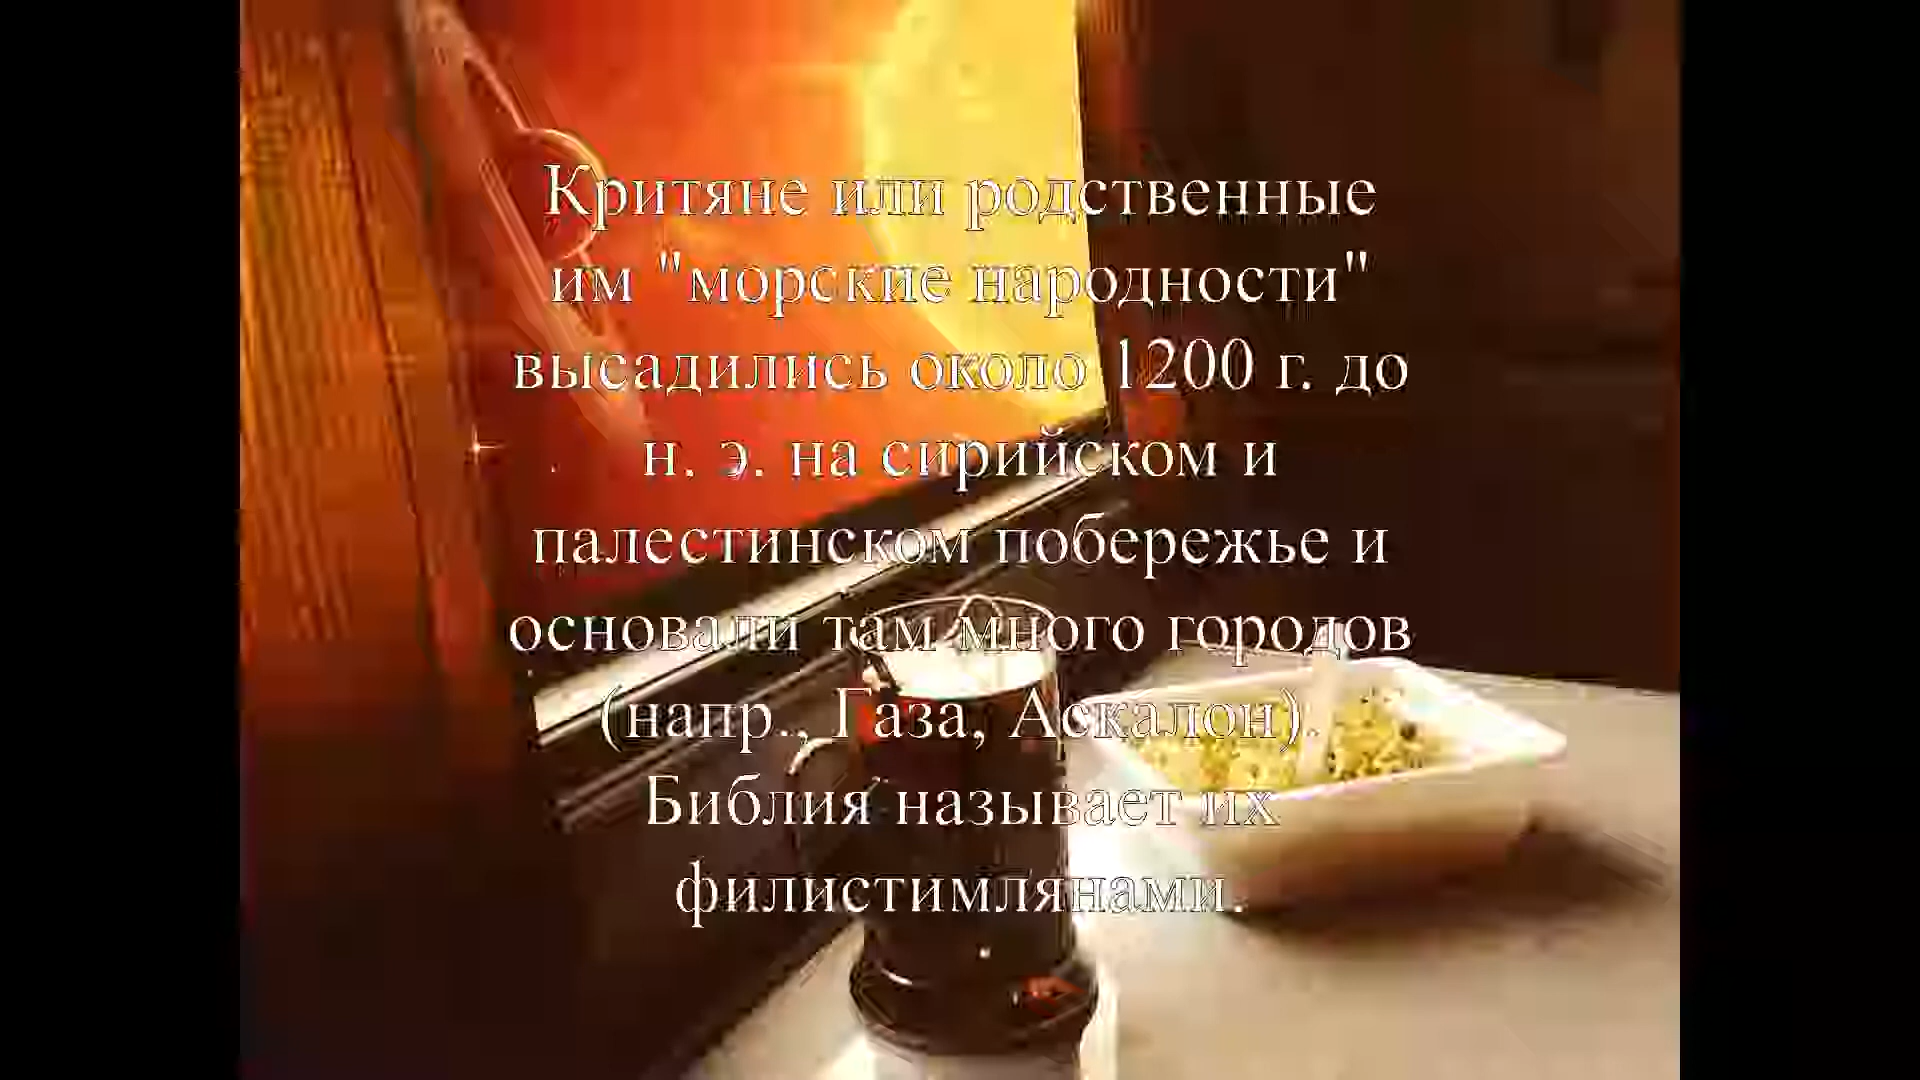 Критяне или родственные
им "морские народности"
высадились около 1200 г. до
н. э. на сирийском и
палестинском побережье и
основали там много городов
(напр., Газа, Аскалон).
Библия называет их
филистимлянами.